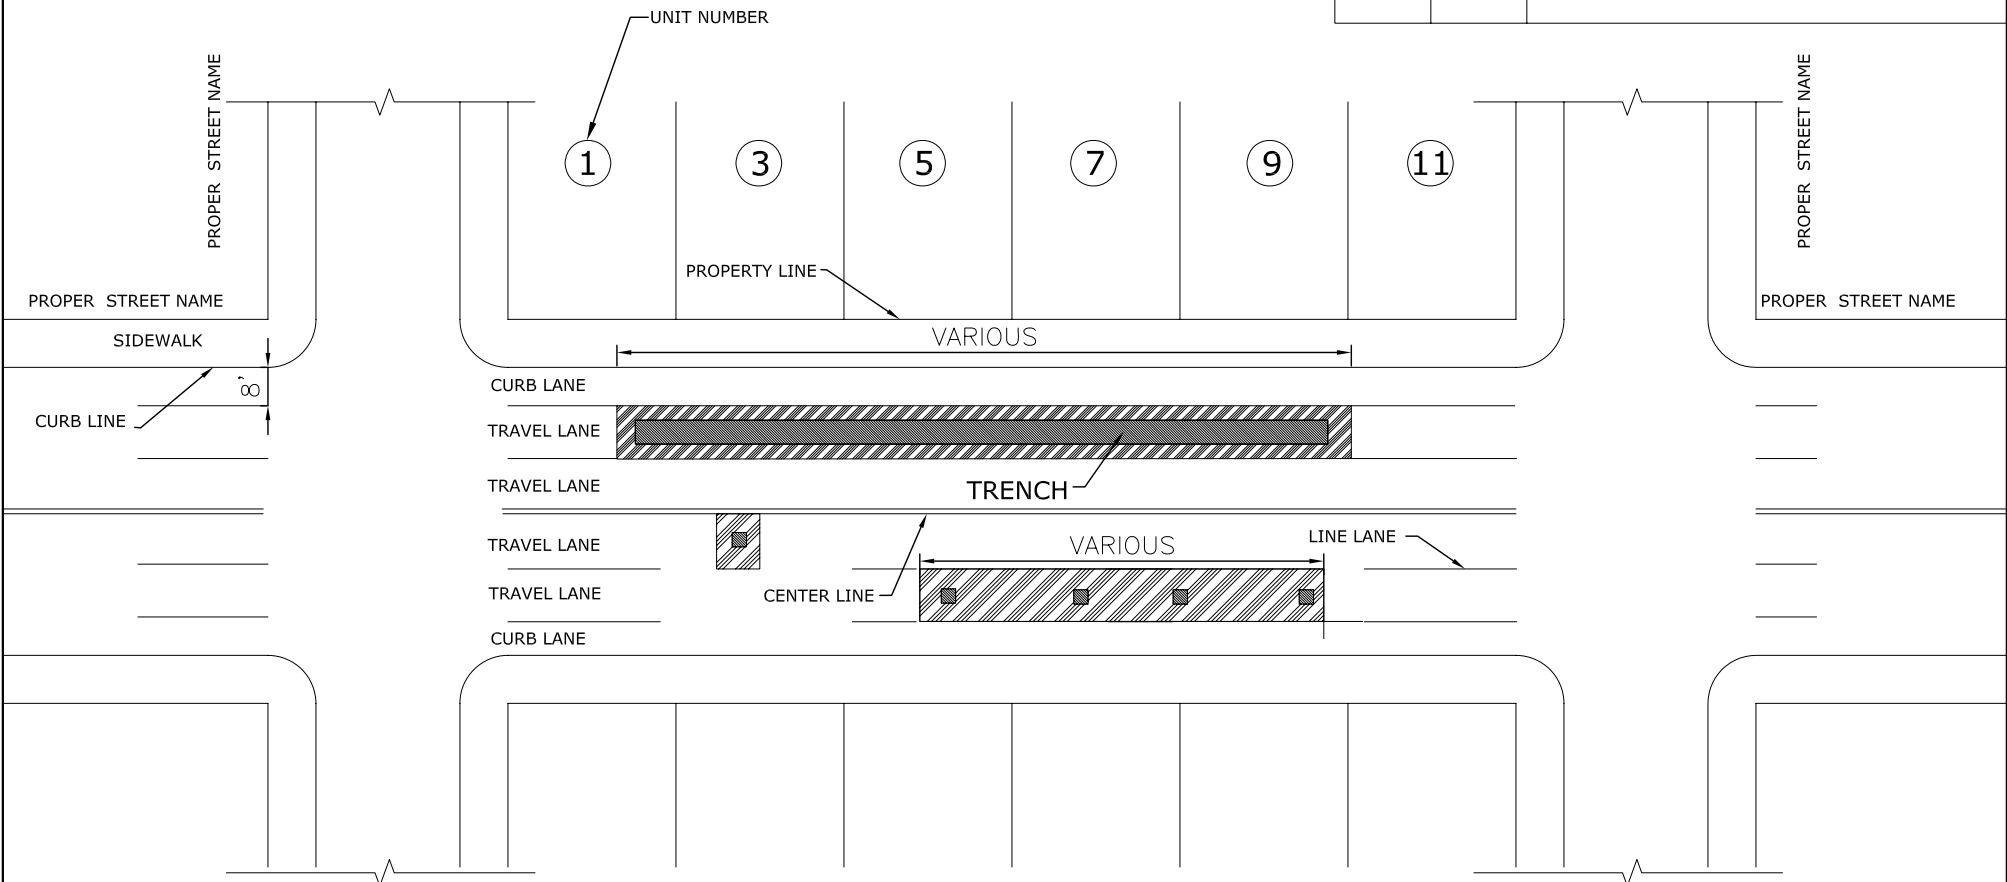 UNIT NUMBER
PROPER STREET NAME
PROPER STREET NAME
1
3
5
7
9
11
PROPERTY LINE
PROPER STREET NAME
PROPER STREET NAME
SIDEWALK
VARIOUS
8'
CURB LANE
CURB LINE
TRAVEL LANE
TRAVEL LANE
TRENCH
TRAVEL LANE
VARIOUS
LINE LANE
TRAVEL LANE
CENTER LINE
CURB LANE